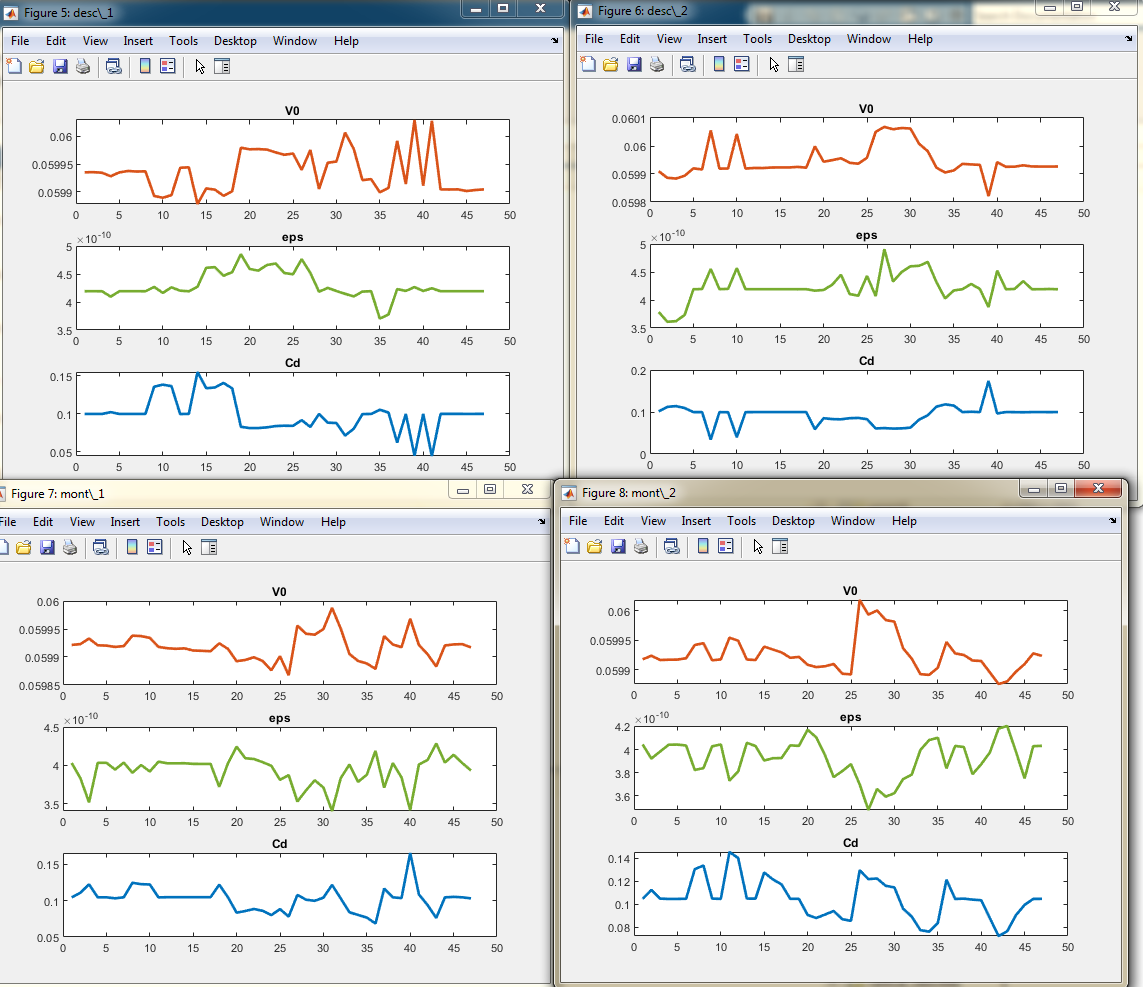 Figure 5: desc\_1
File Edit View Insert Tools Desktop Window Help
V0
0.06
0.05995
0.0599
0 5 10 15 20 25 30 35 40 45 50
×10-10
eps
5
4.5
4
3.5
0 5 10 15 20 25 30 35 40 45 50
Cd
0.15
0.1
0.05
0 5 10 15 20 25 30 35 40 45 50
Figure 6: desc\_2
File Edit View Insert Tools Desktop Window Help
V0
0.0601
0.06
0.0599
0.0598
0 5 10 15 20 25 30 35 40 45 50
×10-10
eps
5
4.5
4
3.5
0 5 10 15 20 25 30 35 40 45 50
Cd
0.2
0.1
0
0 5 10 15 20 25 30 35 40 45 50
Figure 7: mont\_1
File Edit View Insert Tools Desktop Window Help
V0
0.06
0.05995
0.0599
0.05985
0 5 10 15 20 25 30 35 40 45 50
×10-10
eps
4.5
4
3.5
0 5 10 15 20 25 30 35 40 45 50
Cd
0.15
0.1
0.05
0 5 10 15 20 25 30 35 40 45 50
Figure 8: mont\_2
File Edit View Insert Tools Desktop Window Help
V0
0.06
0.05995
0.0599
0 5 10 15 20 25 30 35 40 45 50
×10-10
eps
4.2
4
3.8
3.6
0 5 10 15 20 25 30 35 40 45 50
Cd
0.14
0.12
0.1
0.08
0 5 10 15 20 25 30 35 40 45 50